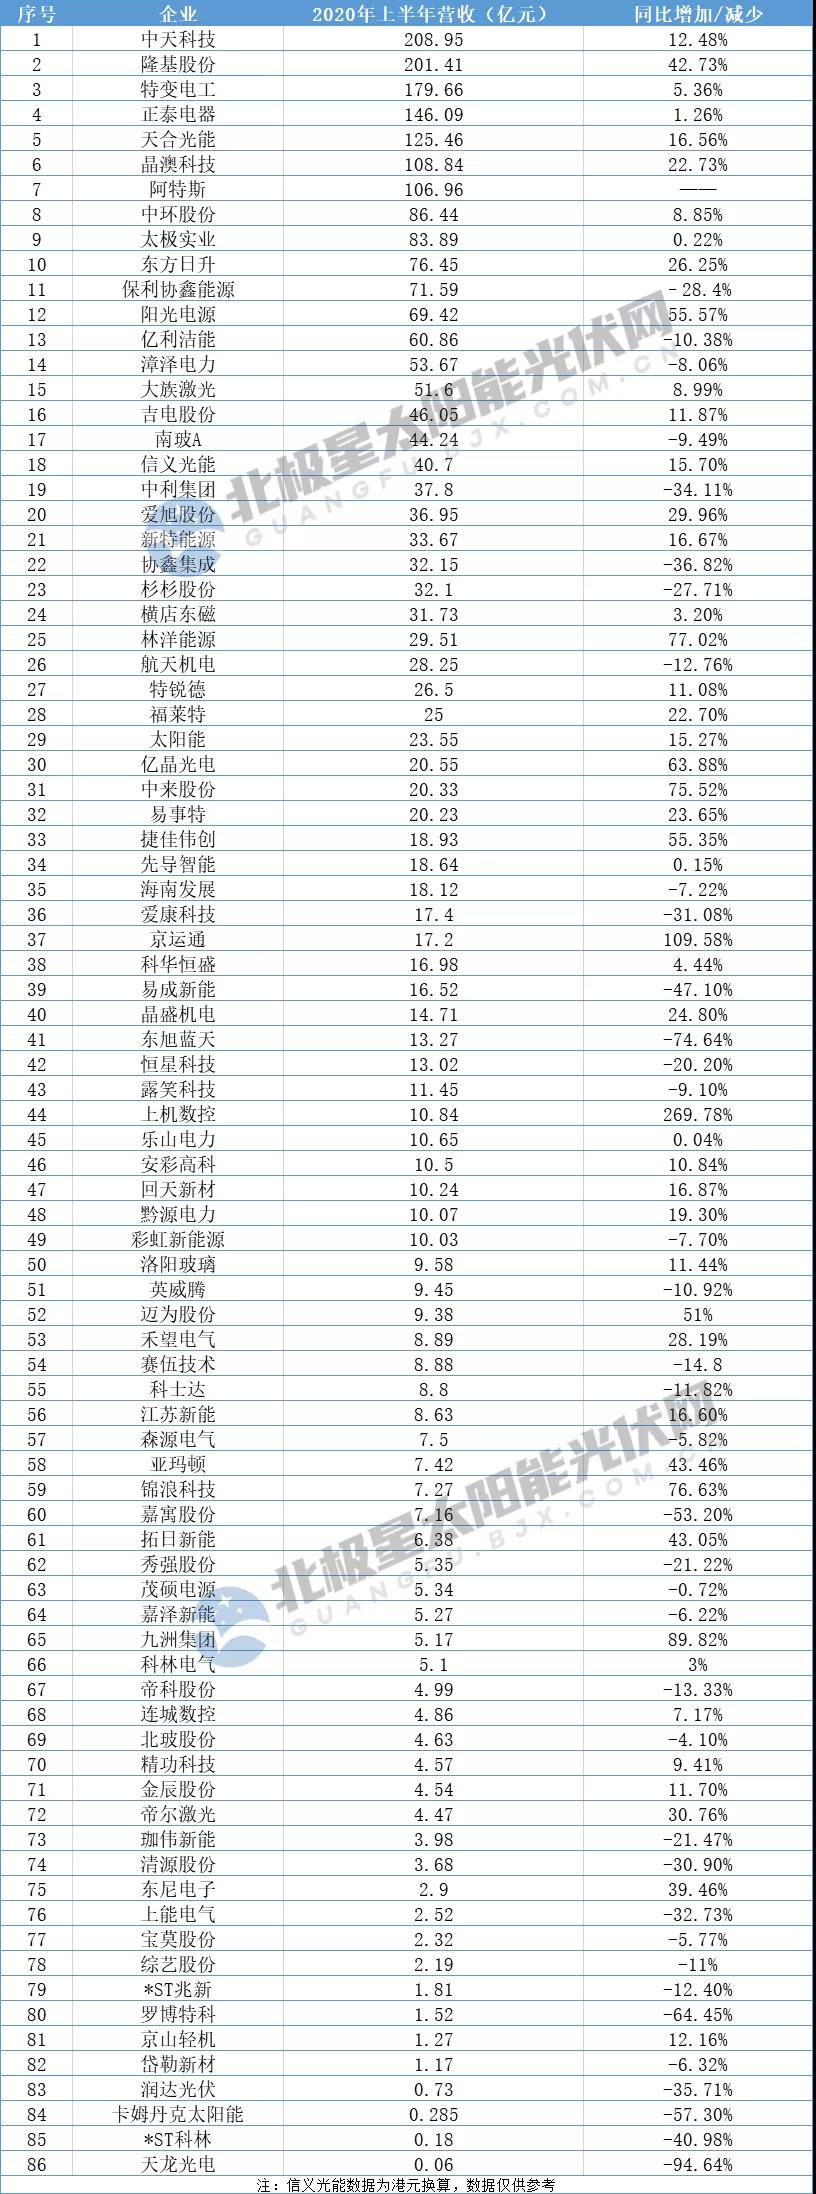 序号 企业 2020年上半年营收（亿元） 同比增加/减少
1 中天科技 208.95 12.48%
2 隆基股份 201.41 42.73%
3 特变电工 179.66 5.36%
4 正泰电器 146.09 1.26%
5 天合光能 125.46 16.56%
6 晶澳科技 108.84 22.73%
7 阿特斯 106.96 ——
8 中环股份 86.44 8.85%
9 太极实业 83.89 0.22%
10 东方日升 76.45 26.25%
11 保利协鑫能源 71.59 -28.4%
12 阳光电源 69.42 55.57%
13 亿利洁能 60.86 -10.38%
14 漳泽电力 53.67 -8.06%
15 大族激光 51.6 8.99%
16 吉电股份 46.05 11.87%
17 南玻A 44.24 -9.49%
18 信义光能 40.7 15.70%
19 中利集团 37.8 -34.11%
20 爱旭股份 36.95 29.96%
21 新特能源 33.67 16.67%
22 协鑫集成 32.15 -36.82%
23 杉杉股份 32.1 -27.71%
24 横店东磁 31.73 3.20%
25 林洋能源 29.51 77.02%
26 航天机电 28.25 -12.76%
27 特锐德 26.5 11.08%
28 福莱特 25 22.70%
29 太阳能 23.55 15.27%
30 亿晶光电 20.55 63.88%
31 中来股份 20.33 75.52%
32 易事特 20.23 23.65%
33 捷佳伟创 18.93 55.35%
34 先导智能 18.64 0.15%
35 海南发展 18.12 -7.22%
36 爱康科技 17.4 -31.08%
37 京运通 17.2 109.58%
38 科华恒盛 16.98 4.44%
39 易成新能 16.52 -47.10%
40 晶盛机电 14.71 24.80%
41 东旭蓝天 13.27 -74.64%
42 恒星科技 13.02 -20.20%
43 露笑科技 11.45 -9.10%
44 上机数控 10.84 269.78%
45 乐山电力 10.65 0.04%
46 安彩高科 10.5 10.84%
47 回天新材 10.24 16.87%
48 黔源电力 10.07 19.30%
49 彩虹新能源 10.03 -7.70%
50 洛阳玻璃 9.58 11.44%
51 英威腾 9.45 -10.92%
52 迈为股份 9.38 51%
53 禾望电气 8.89 28.19%
54 赛伍技术 8.88 -14.8
55 科士达 8.8 -11.82%
56 江苏新能 8.63 16.60%
57 森源电气 7.5 -5.82%
58 亚玛顿 7.42 43.46%
59 锦浪科技 7.27 76.63%
60 嘉寓股份 7.16 -53.20%
61 拓日新能 6.38 43.05%
62 秀强股份 5.35 -21.22%
63 茂硕电源 5.34 -0.72%
64 嘉泽新能 5.27 -6.22%
65 九洲集团 5.17 89.82%
66 科林电气 5.1 3%
67 帝科股份 4.99 -13.33%
68 连城数控 4.86 7.17%
69 北玻股份 4.63 -4.10%
70 精功科技 4.57 9.41%
71 金辰股份 4.54 11.70%
72 帝尔激光 4.47 30.76%
73 珈伟新能 3.98 -21.47%
74 清源股份 3.68 -30.90%
75 东尼电子 2.9 39.46%
76 上能电气 2.52 -32.73%
77 宝莫股份 2.32 -5.77%
78 综艺股份 2.19 -11%
79 *ST兆新 1.81 -12.40%
80 罗博特科 1.52 -64.45%
81 京山轻机 1.27 12.16%
82 岱勒新材 1.17 -6.32%
83 润达光伏 0.73 -35.71%
84 卡姆丹克太阳能 0.285 -57.30%
85 *ST科林 0.18 -40.98%
86 天龙光电 0.06 -94.64%
注：信义光能数据为港元换算，数据仅供参考
北极星太阳能光伏网
GUANGFU.BJX.COM.CN
北极星太阳能光伏网
GUANGFU.BJX.COM.CN